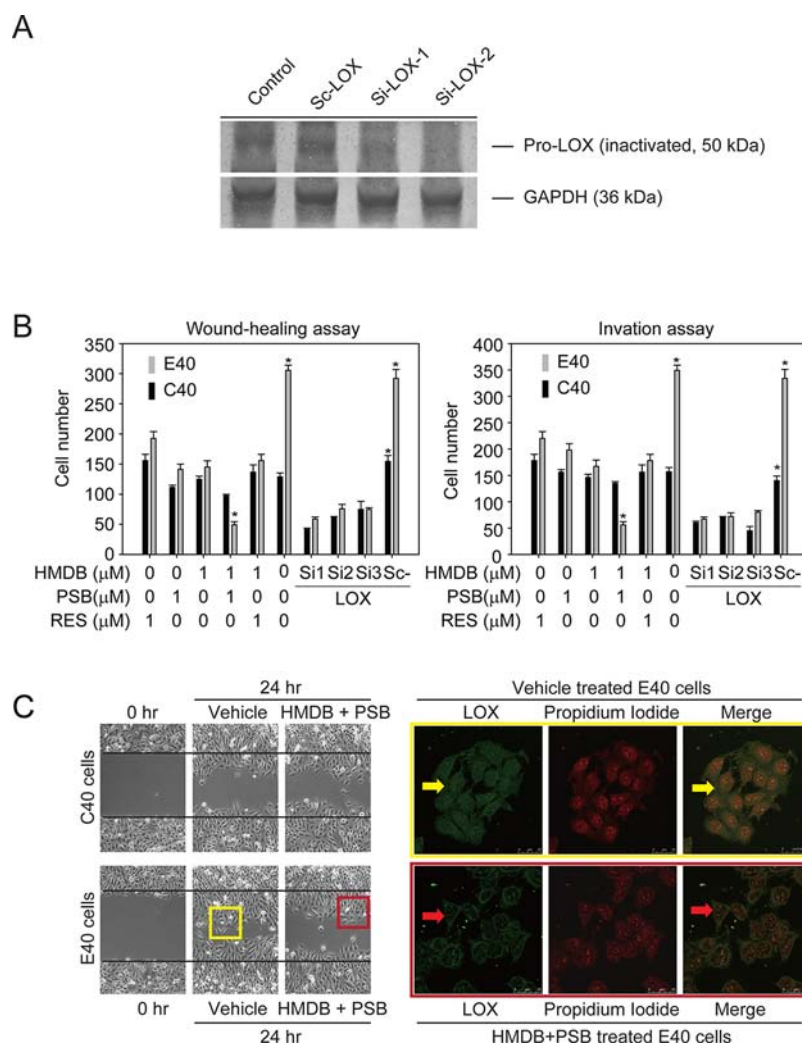 A
Control
Sc-LOX
Si-LOX-1
Si-LOX-2
Pro-LOX (inactivated, 50 kDa)
GAPDH (36 kDa)
B
Wound-healing assay
350
300
250
200
150
100
50
0
Cell number
E40
C40
*
*
*
*
HMDB (μM) 0 0 1 1 1 0 Si1 Si2 Si3 Sc-
PSB(μM) 0 1 0 1 0 0 LOX
RES (μM) 1 0 0 0 1 0
Invation assay
400
350
300
250
200
150
100
50
0
Cell number
E40
C40
*
*
*
*
HMDB (μM) 0 0 1 1 1 0 Si1 Si2 Si3 Sc-
PSB(μM) 0 1 0 1 0 0 LOX
RES (μM) 1 0 0 0 1 0
C
24 hr
0 hr Vehicle HMDB + PSB
C40 cells
E40 cells
0 hr Vehicle HMDB + PSB
24 hr
Vehicle treated E40 cells
LOX Propidium Iodide Merge
LOX Propidium Iodide Merge
HMDB+PSB treated E40 cells